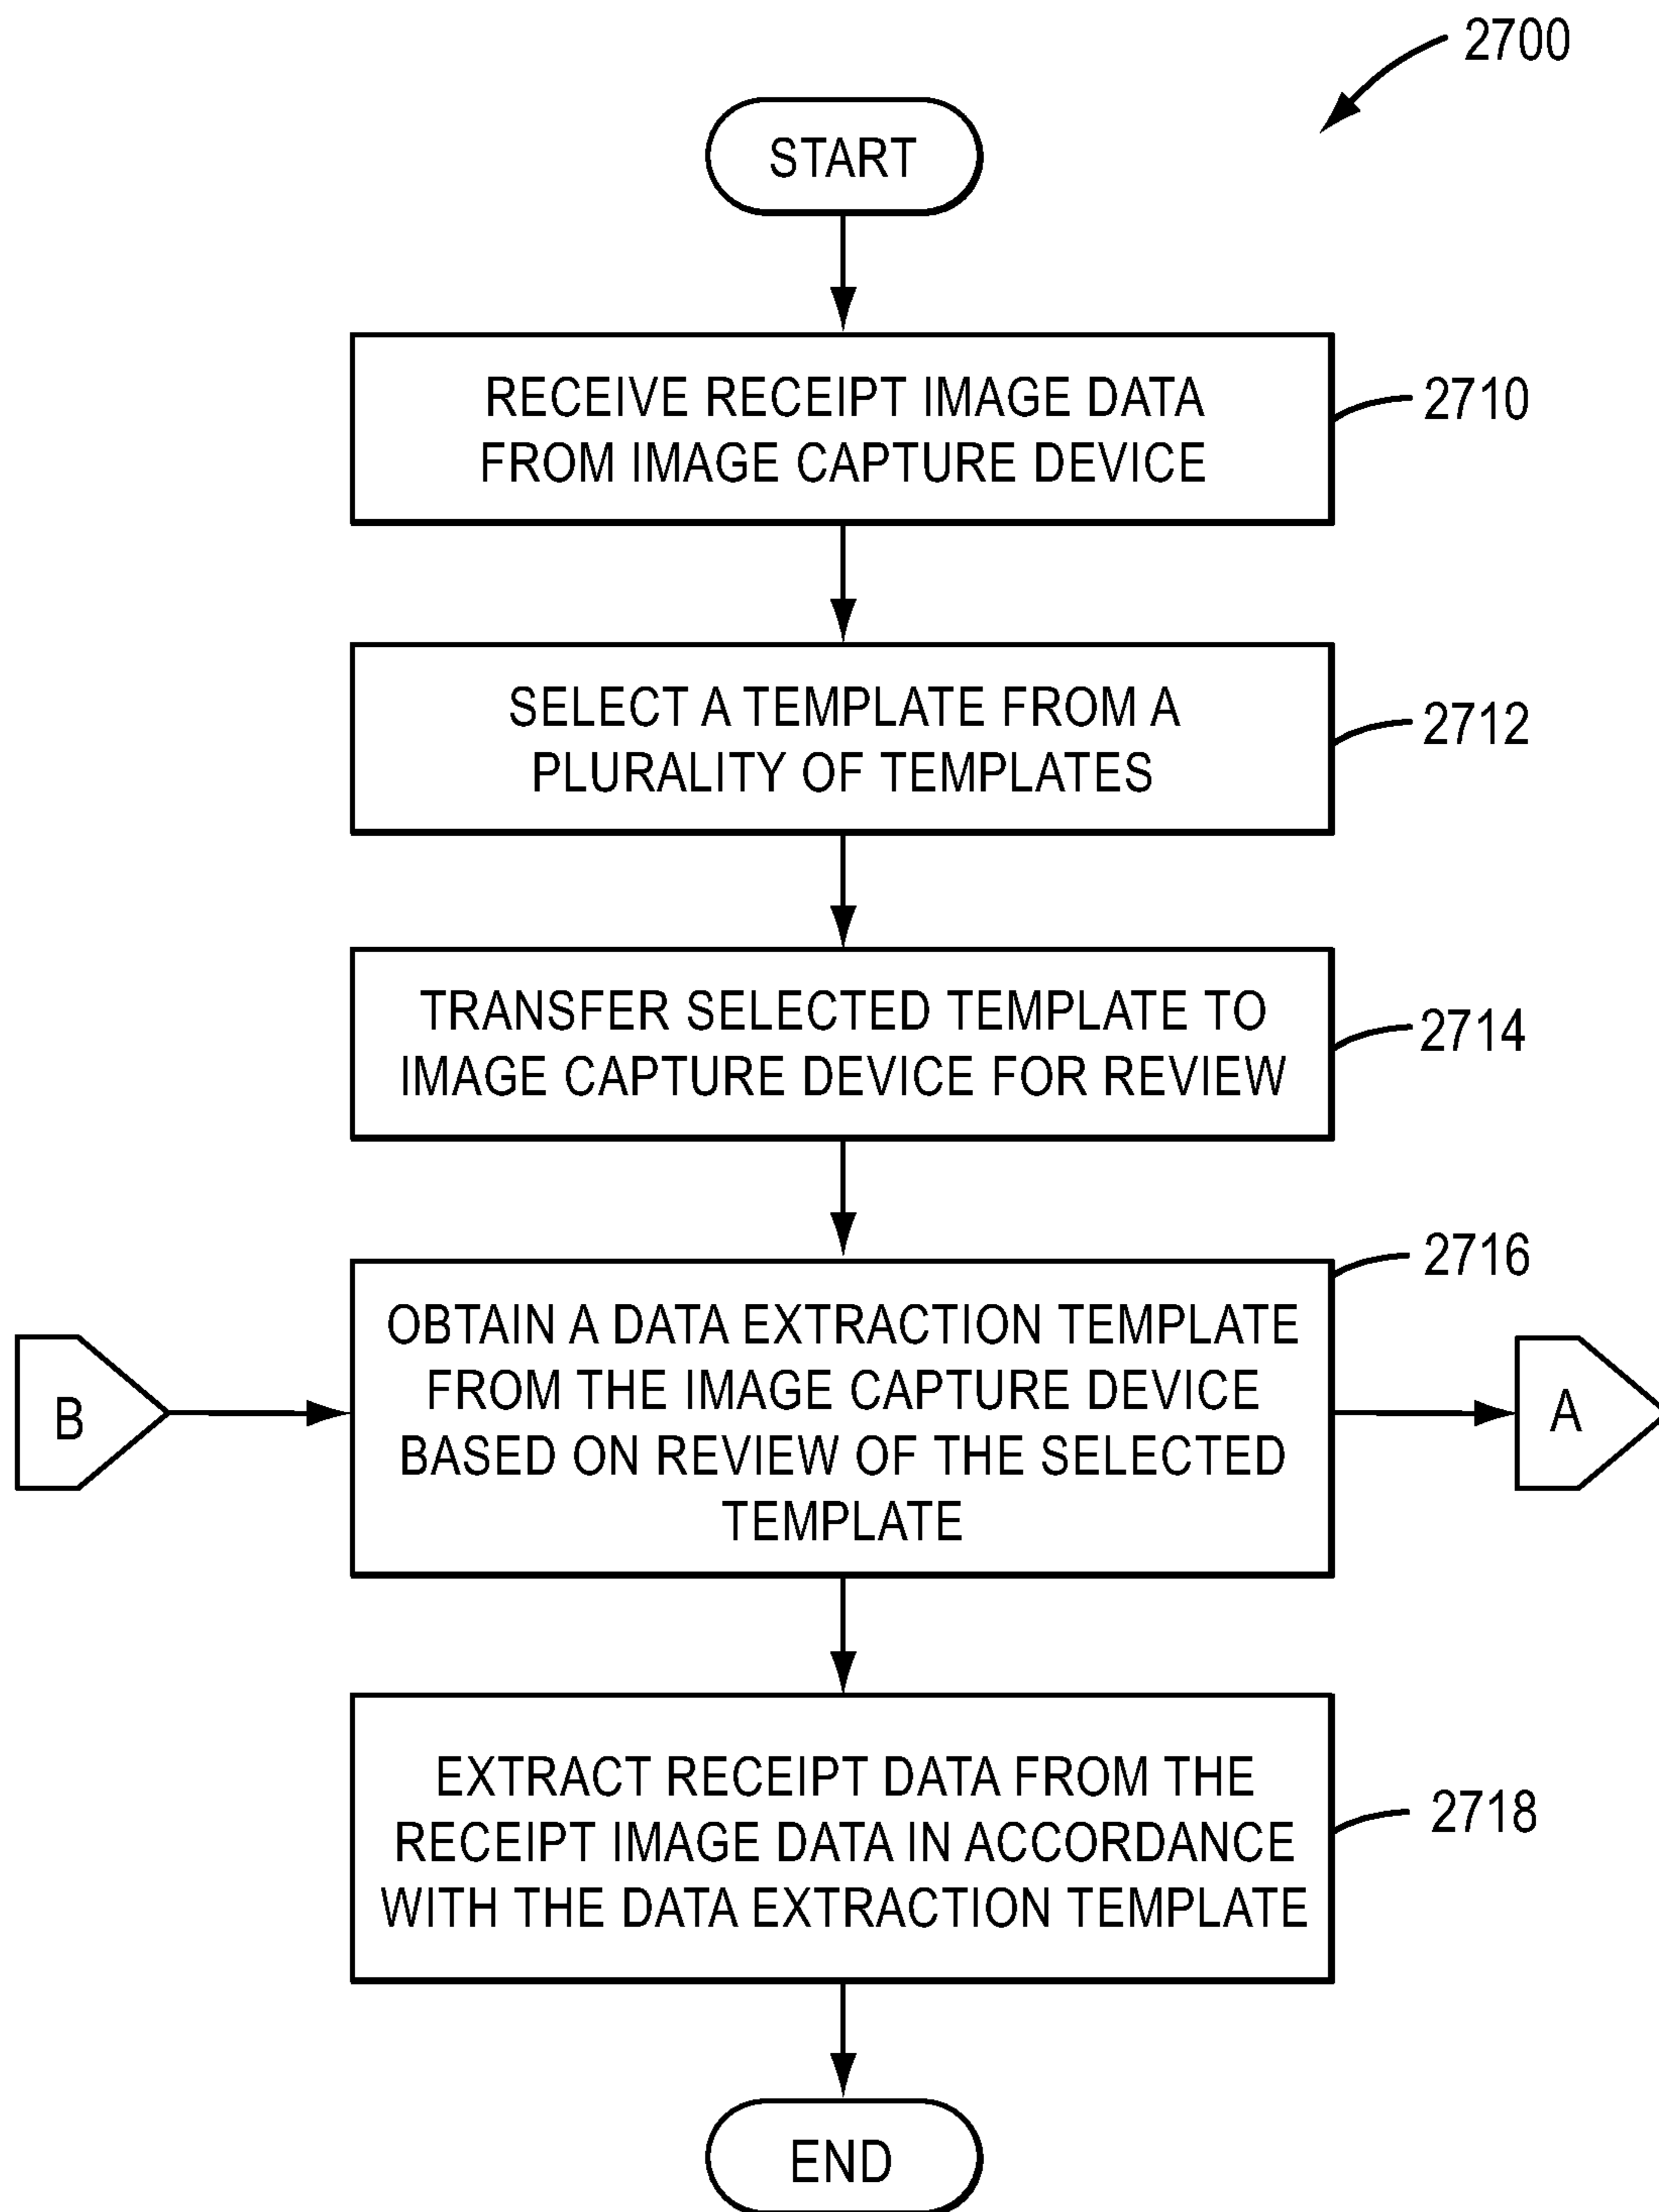 2700
START
RECEIVE RECEIPT IMAGE DATA
FROM IMAGE CAPTURE DEVICE
2710
SELECT A TEMPLATE FROM A
PLURALITY OF TEMPLATES
2712
TRANSFER SELECTED TEMPLATE TO
IMAGE CAPTURE DEVICE FOR REVIEW
2714
2716
OBTAIN A DATA EXTRACTION TEMPLATE
FROM THE IMAGE CAPTURE DEVICE
BASED ON REVIEW OF THE SELECTED
TEMPLATE
B
A
EXTRACT RECEIPT DATA FROM THE
RECEIPT IMAGE DATA IN ACCORDANCE
WITH THE DATA EXTRACTION TEMPLATE
2718
END